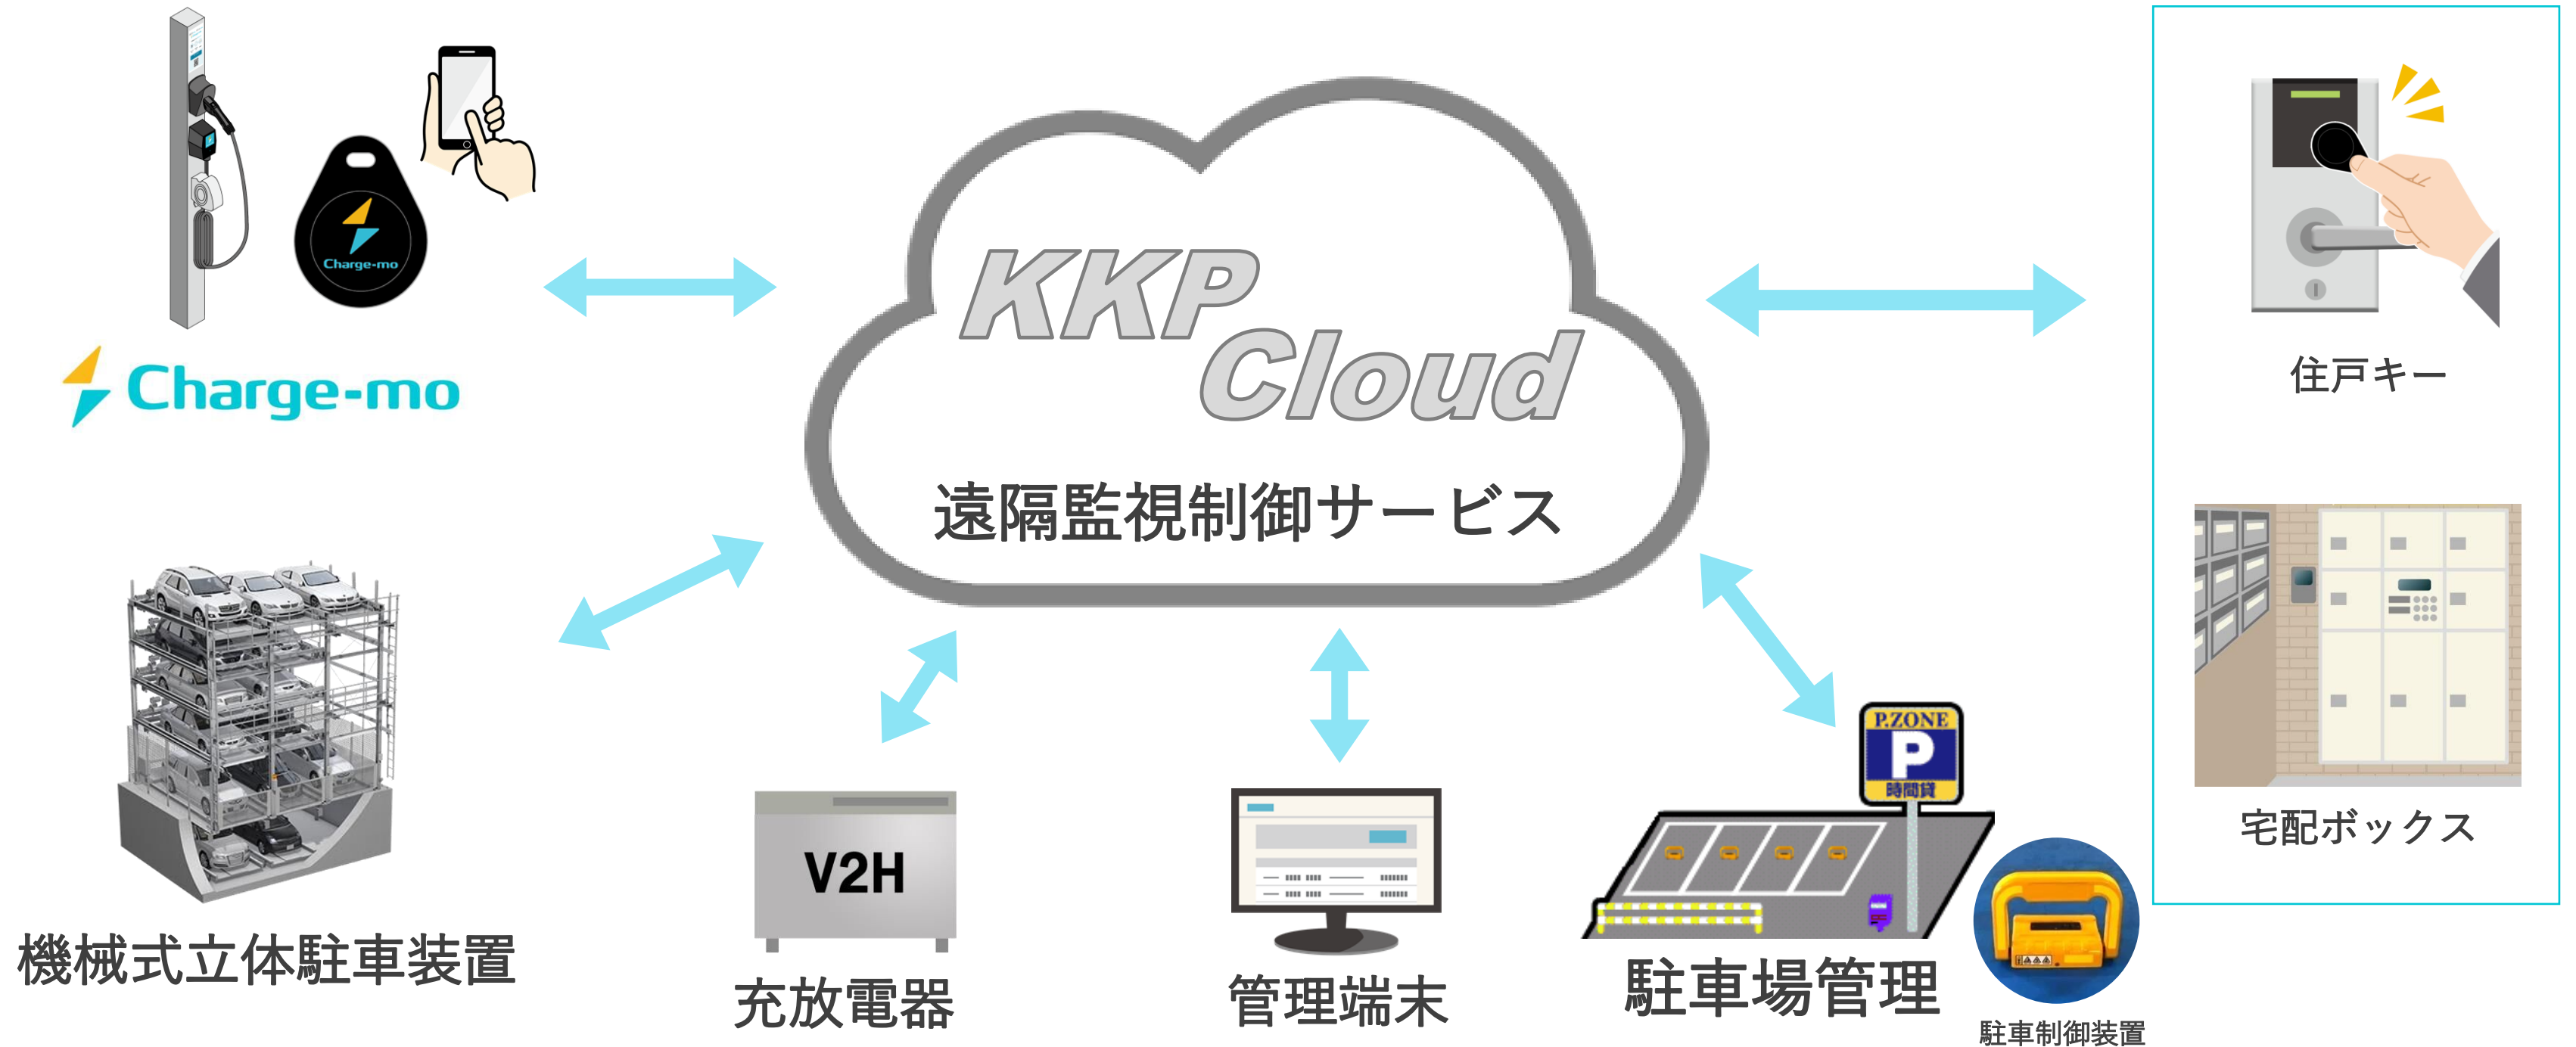 Charge-mo
Charge-mo
KKP
Cloud
遠隔監視制御サービス
住戸キー
宅配ボックス
機械式立体駐車装置
V2H
充放電器
管理端末
P.ZONE
P
時間貸
駐車場管理
駐車制御装置